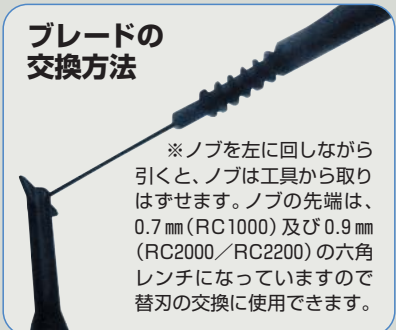 ブレードの
交換方法
※ノブを左に回しながら
引くと、ノブは工具から取り
はずせます。ノブの先端は、
0.7㎜(RC1000)及び0.9㎜
(RC2000／RC2200)の六角
レンチになっていますので
替刃の交換に使用できます。